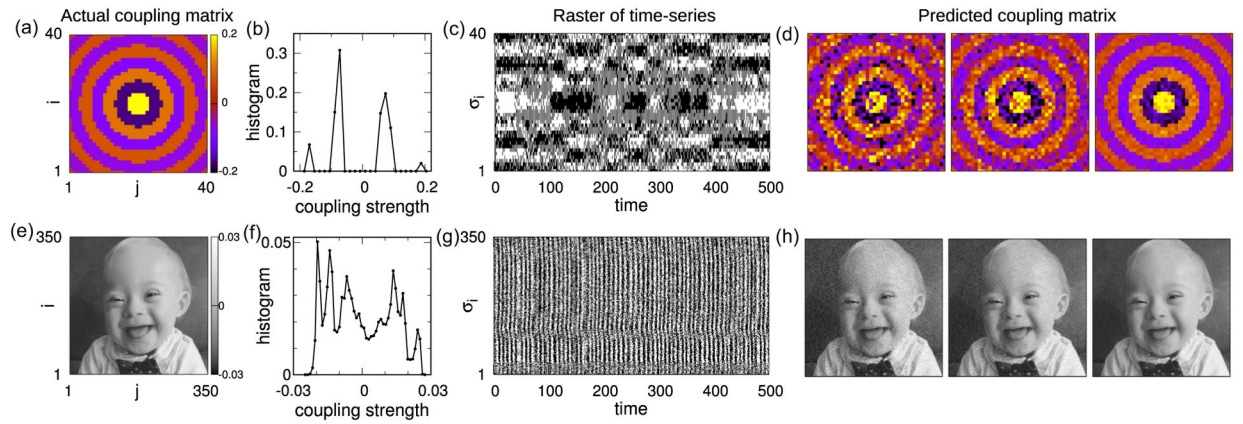 Actual coupling matrix
Raster of time-series
Predicted coupling matrix
(a)
40
i
1
1
j
40
0.2
0.1
0
-0.1
-0.2
(b)
histogram
0.3
0.2
0.1
0
-0.2
0
0.2
coupling strength
(c)
40
σi
1
0
100
200
300
400
500
time
(d)
(e)
350
i
1
1
j
350
0.03
0
-0.03
(f)
histogram
0.05
0
-0.03
0
0.03
coupling strength
(g)
350
σi
1
0
100
200
300
400
500
time
(h)